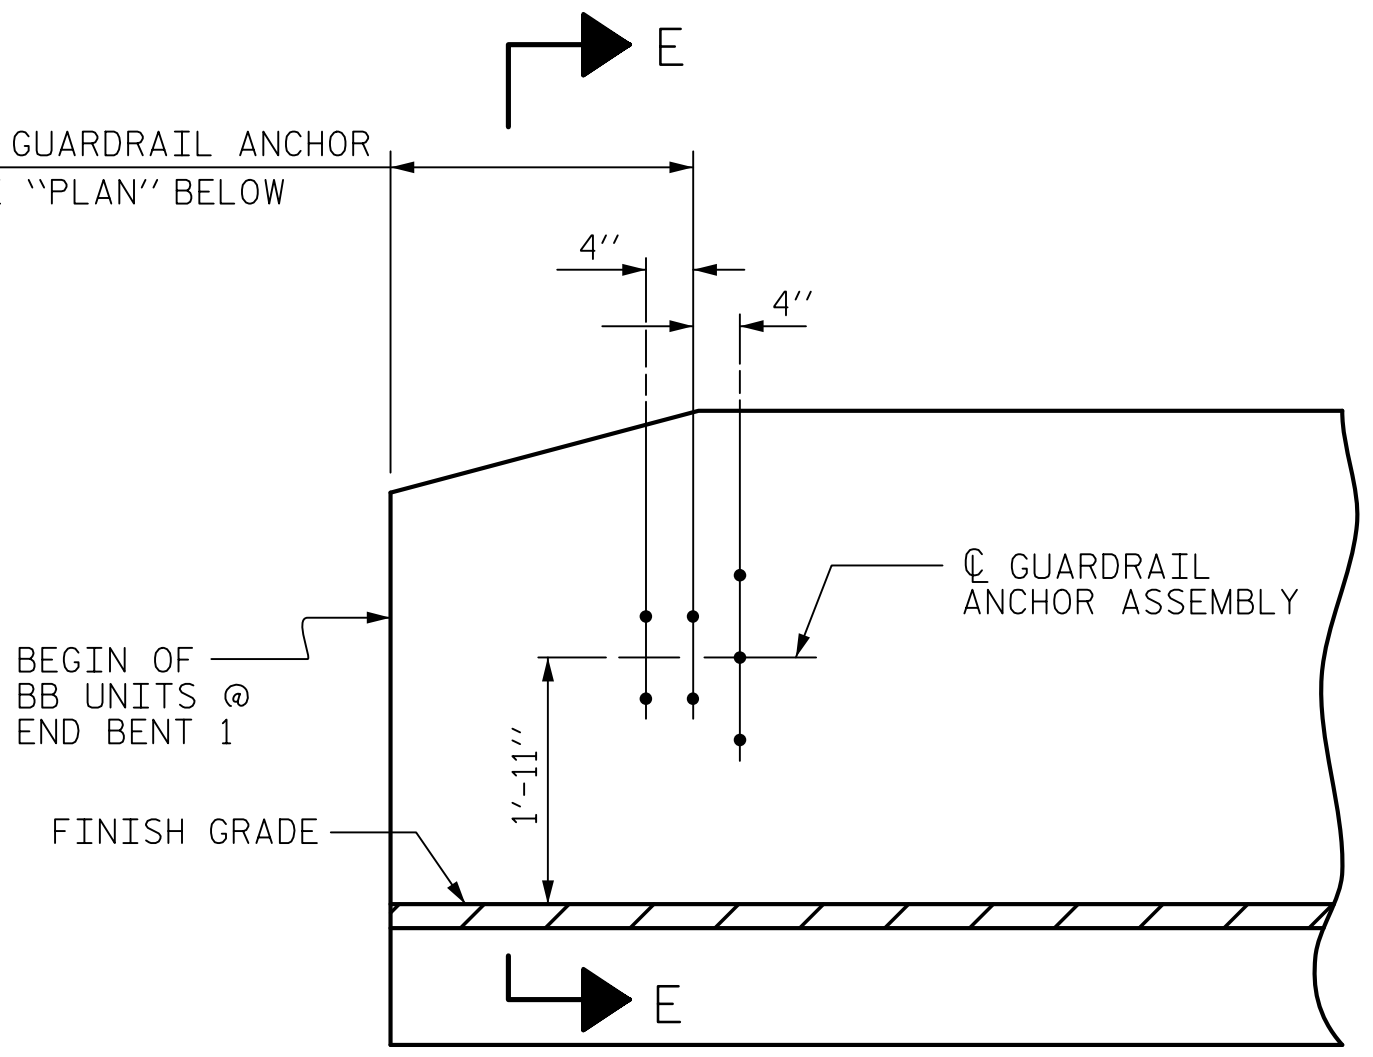 E
GUARDRAIL ANCHOR
"PLAN" BELOW
4"
4"
℄ GUARDRAIL
ANCHOR ASSEMBLY
BEGIN OF
BB UNITS @
END BENT 1
1'-11"
FINISH GRADE
E